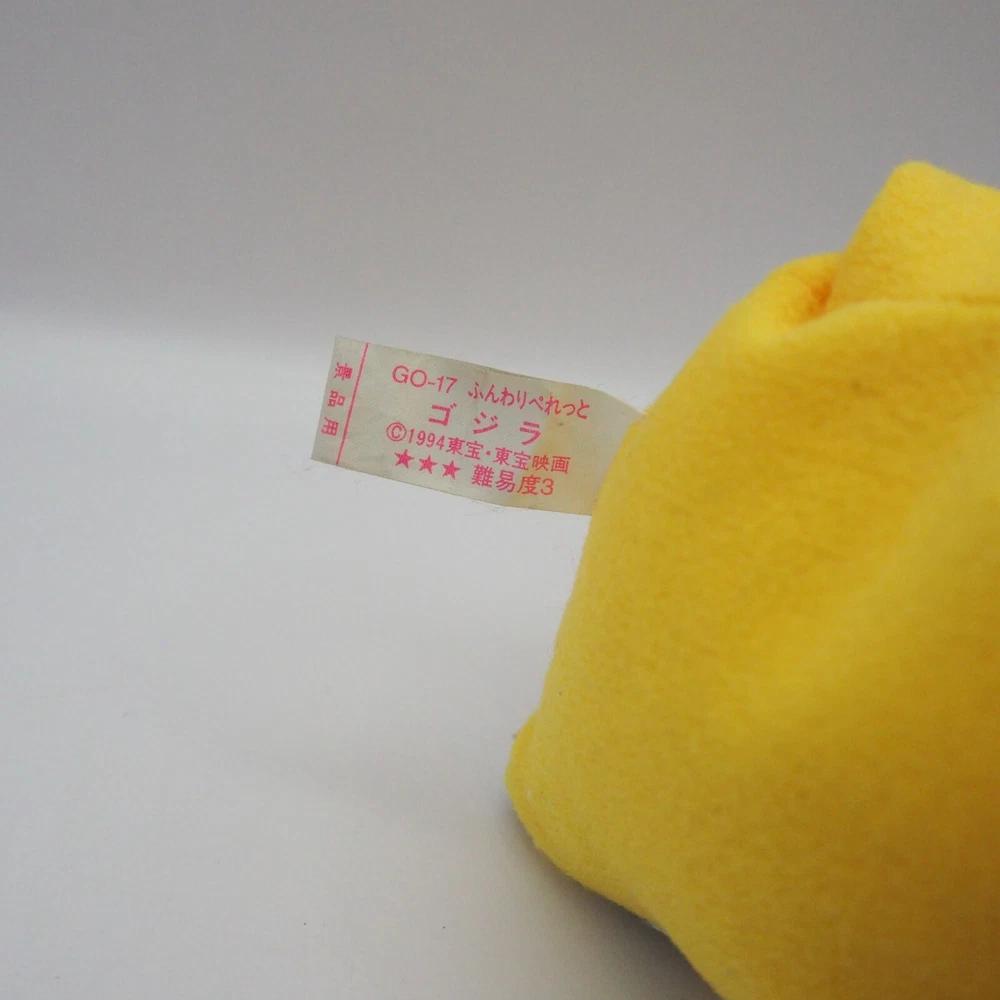 景品用
GO-17 ふんわりぺれっと
ゴジラ
©1994東宝・東宝映画
★★★ 難易度3